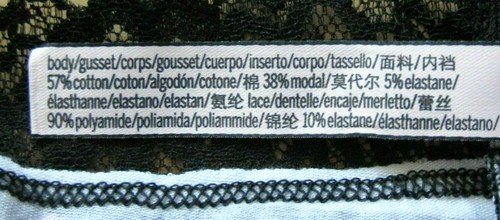 body/gusset/corps/gousset/cuerpo/inserto/corpo/tassello/面料/内裆
57%cotton/coton/algodón/cotone/棉 38%modal/莫代尔 5%elastane/
élasthanne/elastano/elastan/氨纶 lace/dentelle/encaje/merletto/蕾丝
90%polyamide/poliamida/poliammide/锦纶 10%elastane/élasthanne/elastano/